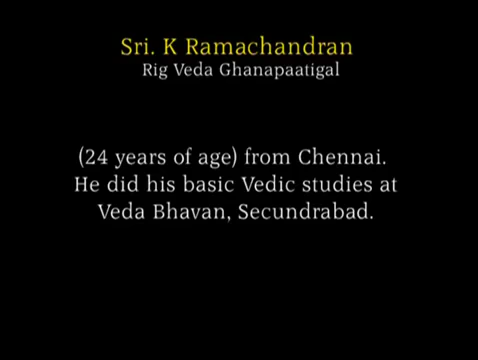 Sri. K Ramachandran
Rig Veda Ghanapaatigal
(24 years of age) from Chennai.
He did his basic Vedic studies at
Veda Bhavan, Secundrabad.